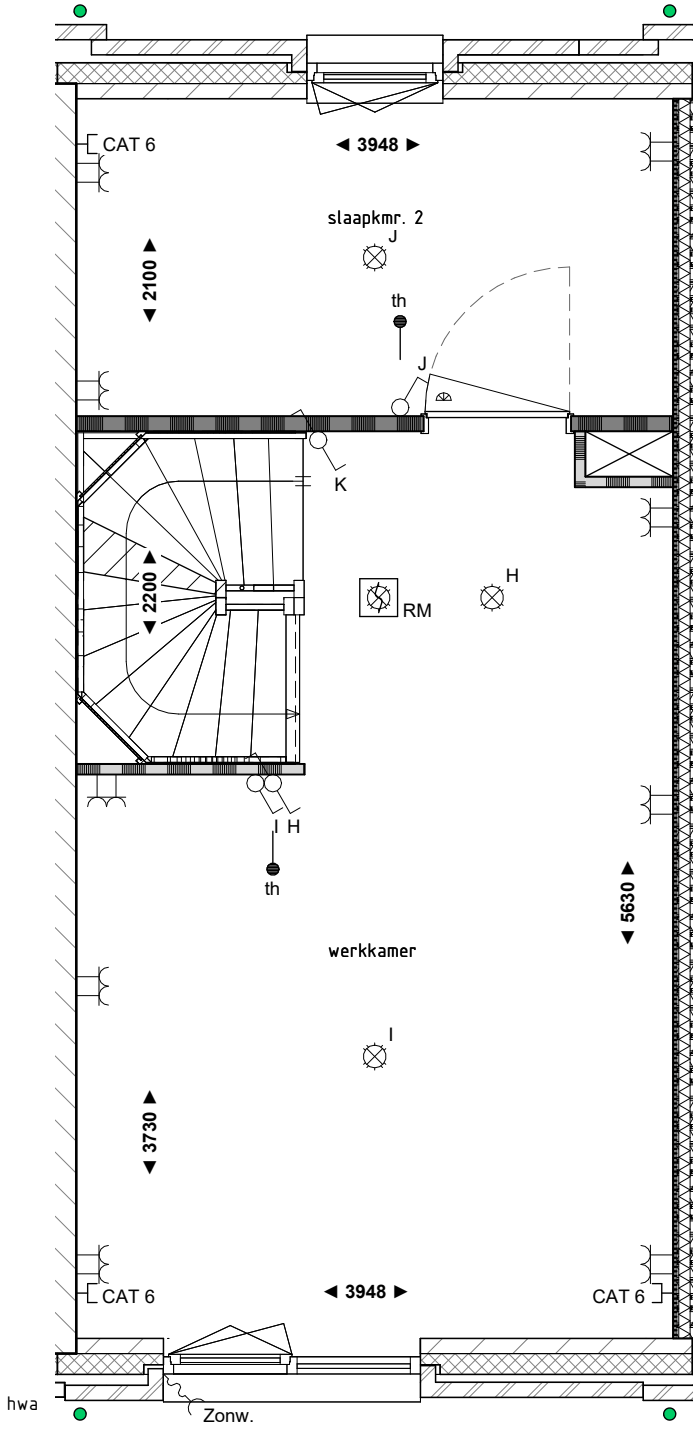 CAT 6
◄ 3948 ►
slaapkmr. 2
J
◄ 2100 ►
th
J
K
◄ 2200 ►
H
RM
I H
th
◄ 5630 ►
werkkamer
I
◄ 3730 ►
CAT 6
◄ 3948 ►
CAT 6
hwa
Zonw.